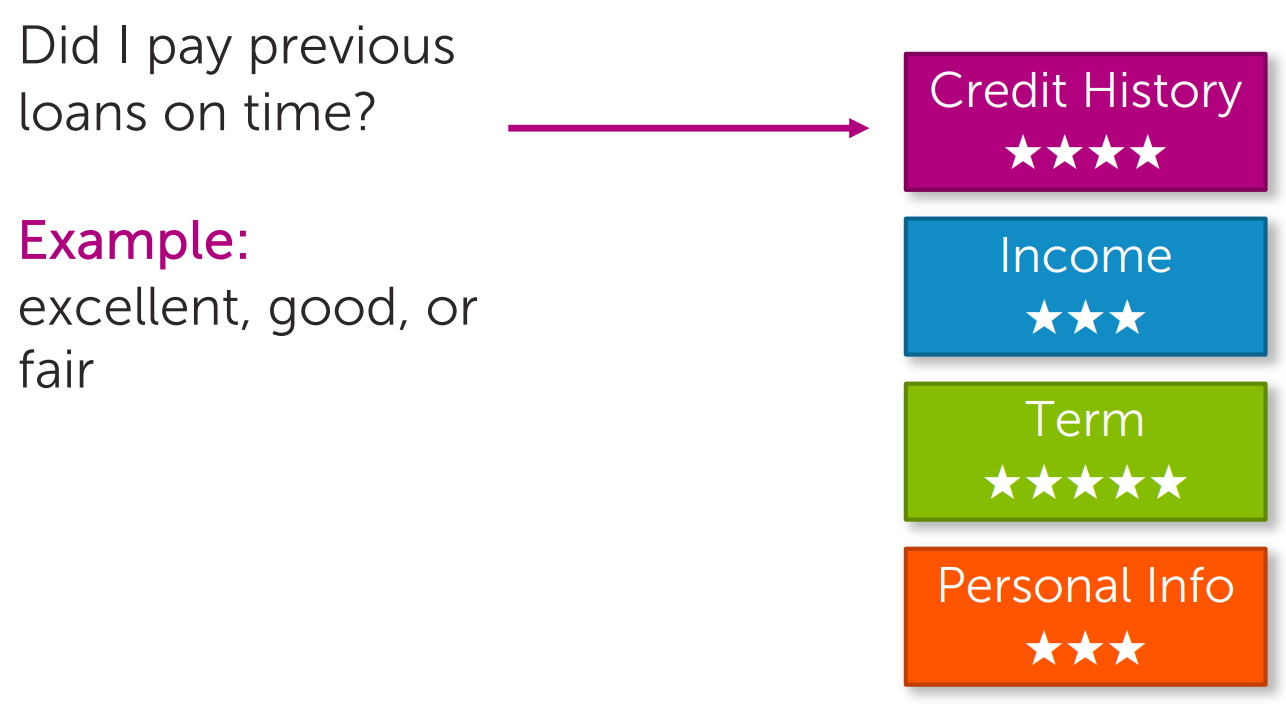 Did I pay previous
loans on time?
Example:
excellent, good, or
fair
Credit History
★★★★
Income
★★★
Term
★★★★★
Personal Info
★★★